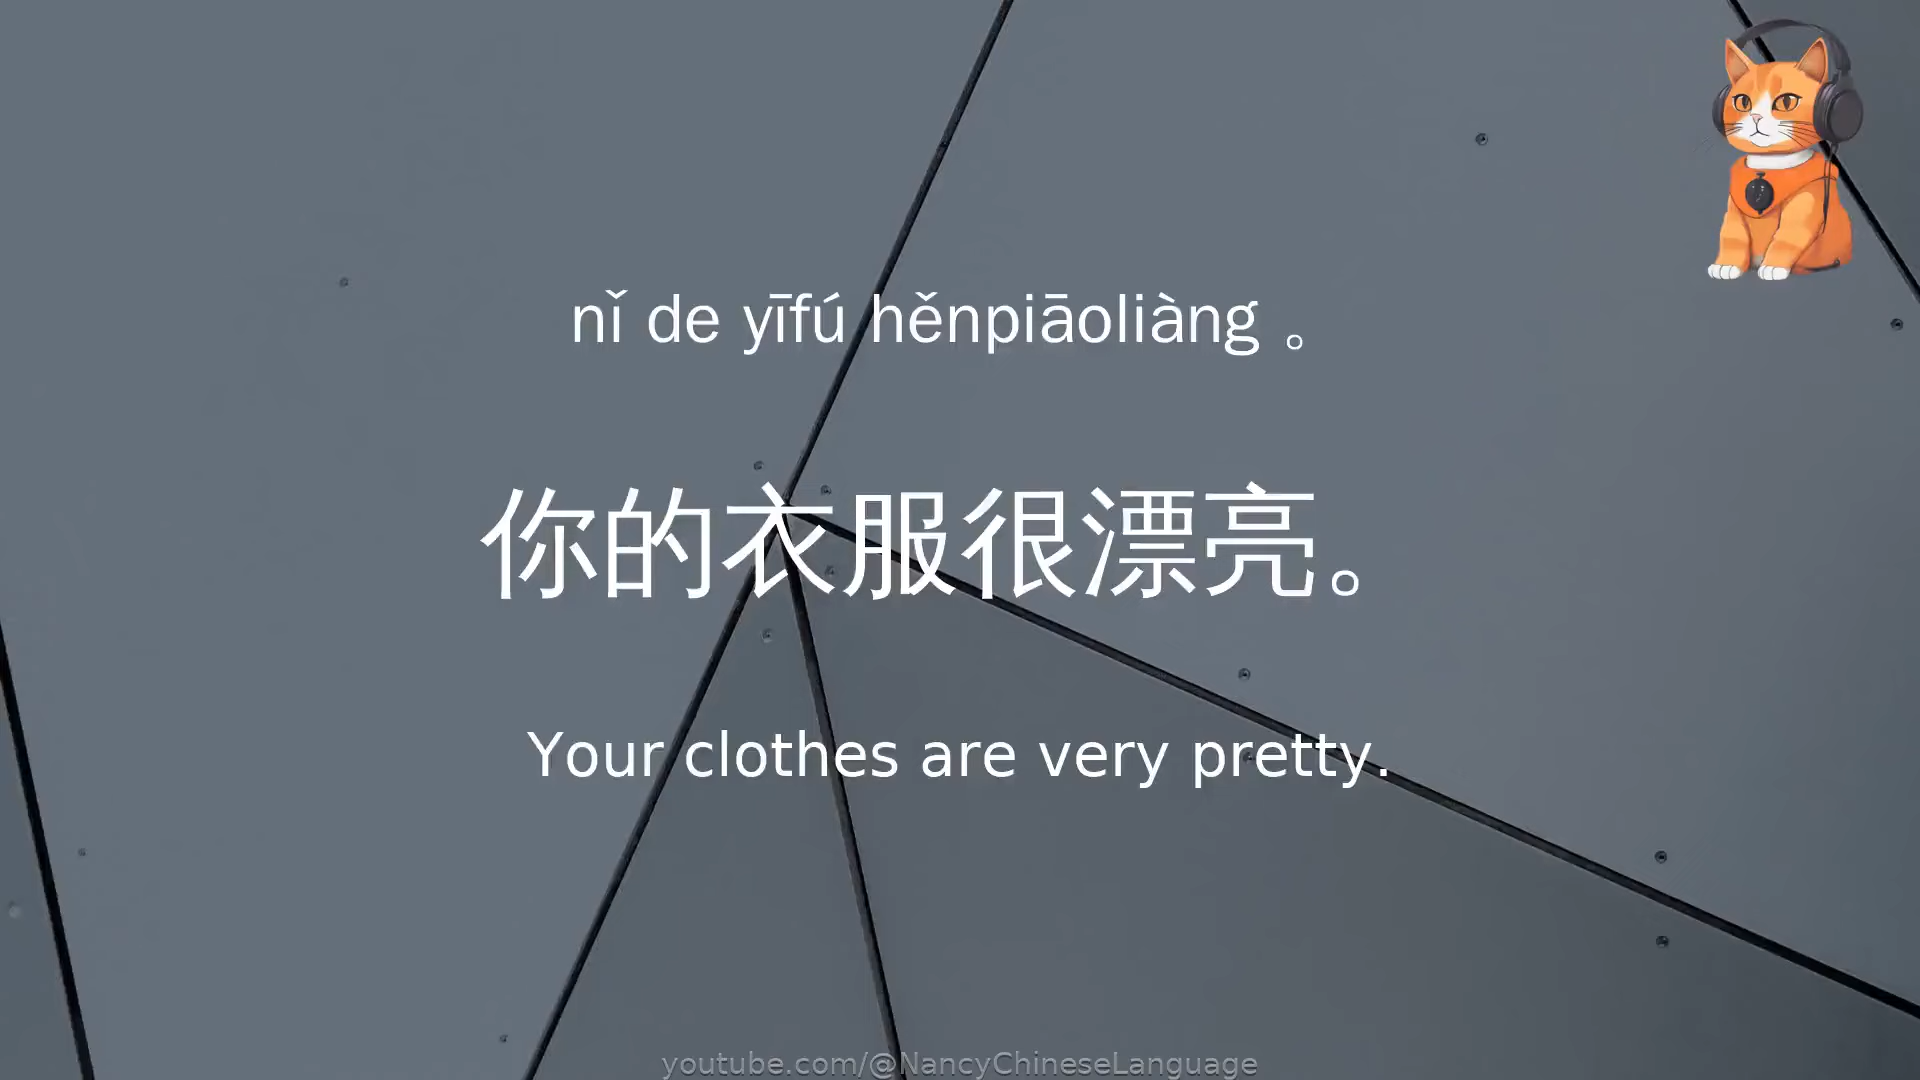 nǐ de yīfú hěnpiāoliàng 。
你的衣服很漂亮。
Your clothes are very pretty.
youtube.com/@NancyChineseLanguage